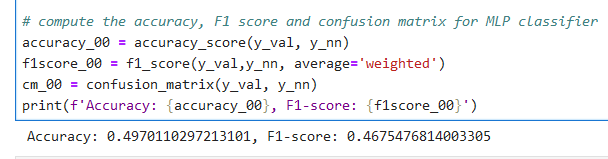 # compute the accuracy, F1 score and confusion matrix for MLP classifier
accuracy_00 = accuracy_score(y_val, y_nn)
f1score_00 = f1_score(y_val,y_nn, average='weighted')
cm_00 = confusion_matrix(y_val, y_nn)
print(f'Accuracy: {accuracy_00}, F1-score: {f1score_00}')
Accuracy: 0.4970110297213101, F1-score: 0.4675476814003305